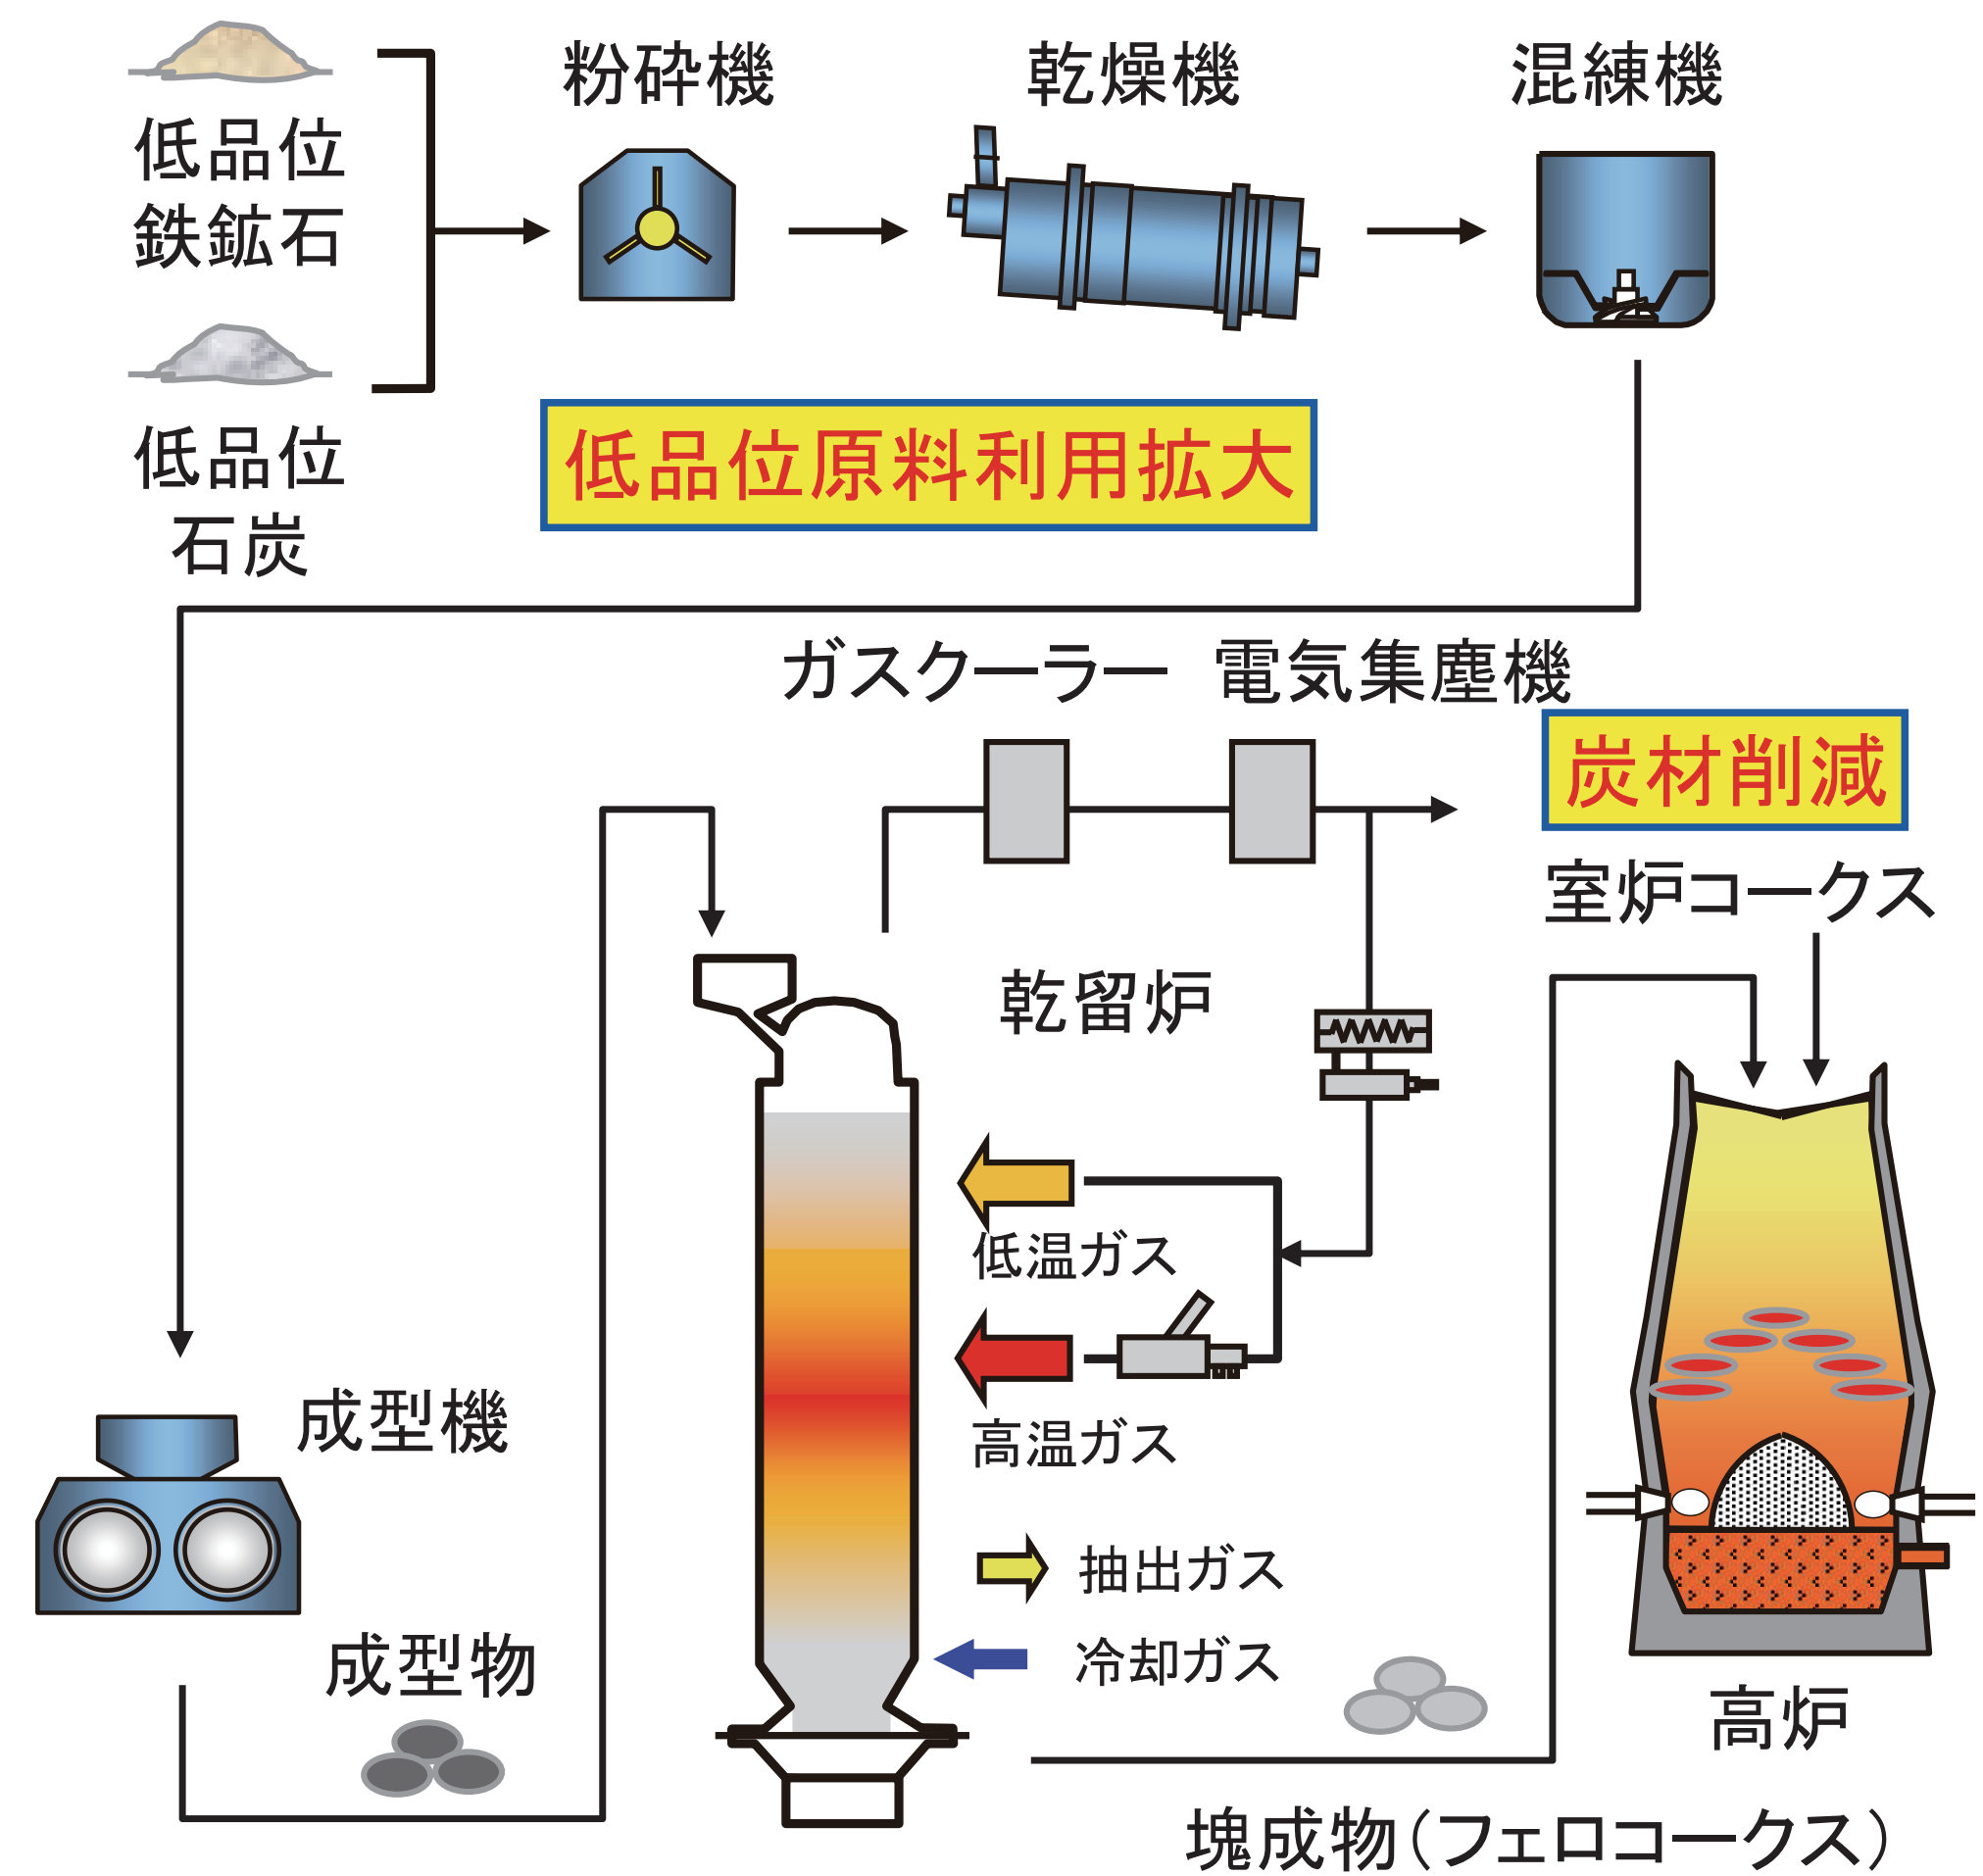 粉砕機
乾燥機
混練機
低品位
鉄鉱石
低品位
石炭
低品位原料利用拡大
ガスクーラー
電気集塵機
炭材削減
室炉コークス
乾留炉
低温ガス
成型機
高温ガス
抽出ガス
冷却ガス
成型物
高炉
塊成物（フェロコークス）